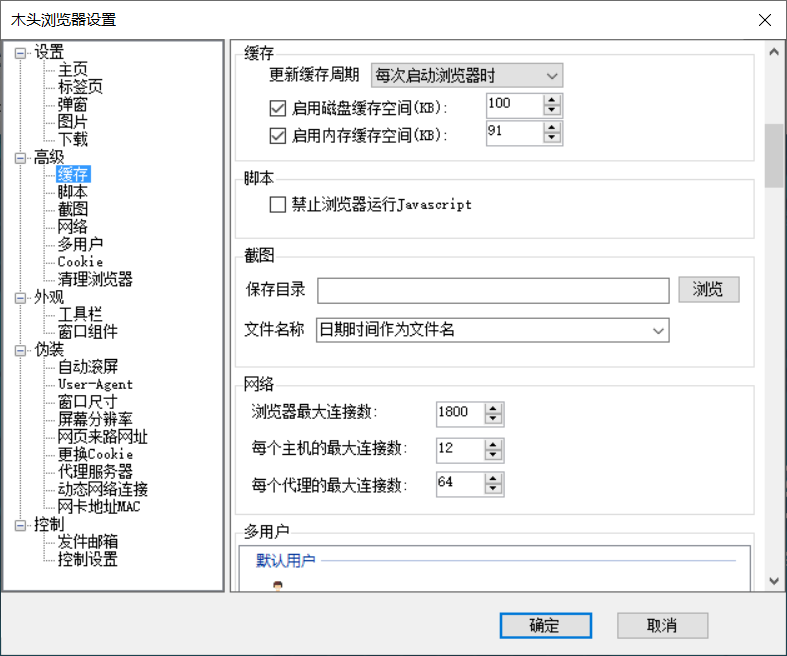 木头浏览器设置
设置
主页
标签页
弹窗
图片
下载
高级
缓存
脚本
截图
网络
多用户
Cookie
清理浏览器
外观
工具栏
窗口组件
伪装
自动滚屏
User-Agent
窗口尺寸
屏幕分辨率
网页来路网址
更换Cookie
代理服务器
动态网络连接
网卡地址MAC
控制
发件邮箱
控制设置
缓存
更新缓存周期 每次启动浏览器时
启用磁盘缓存空间(KB): 100
启用内存缓存空间(KB): 91
脚本
禁止浏览器运行Javascript
截图
保存目录 浏览
文件名称 日期时间作为文件名
网络
浏览器最大连接数: 1800
每个主机的最大连接数: 12
每个代理的最大连接数: 64
多用户
默认用户
确定 取消